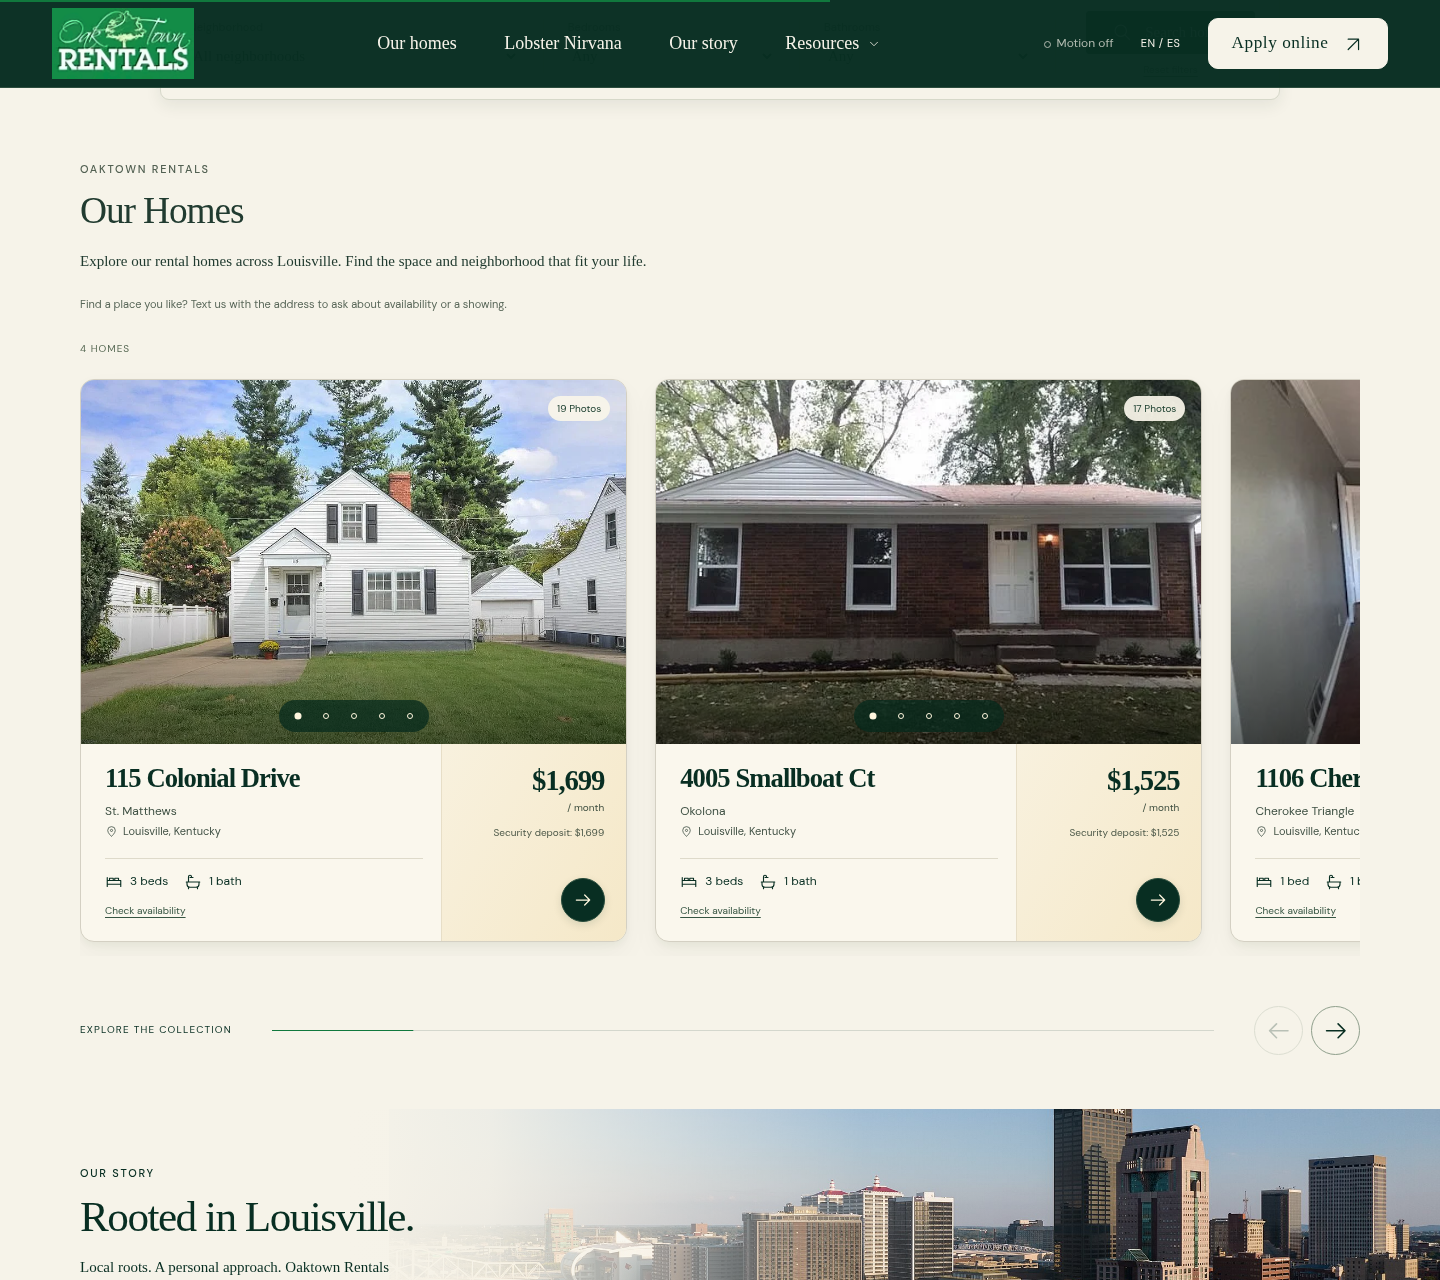 Oak Town
RENTALS
Our homes
Lobster Nirvana
Our story
Resources
Motion off
EN / ES
Apply online
OAKTOWN RENTALS
Our Homes
Explore our rental homes across Louisville. Find the space and neighborhood that fit your life.
Find a place you like? Text us with the address to ask about availability or a showing.
4 HOMES
19 Photos
17 Photos
115 Colonial Drive
St. Matthews
Louisville, Kentucky
3 beds
1 bath
Check availability
$1,699
/ month
Security deposit: $1,699
4005 Smallboat Ct
Okolona
Louisville, Kentucky
3 beds
1 bath
Check availability
$1,525
/ month
Security deposit: $1,525
1106 Cher
Cherokee Triangle
Louisville, Kentuc
1 bed
1 b
Check availability
EXPLORE THE COLLECTION
OUR STORY
Rooted in Louisville.
Local roots. A personal approach. Oaktown Rentals